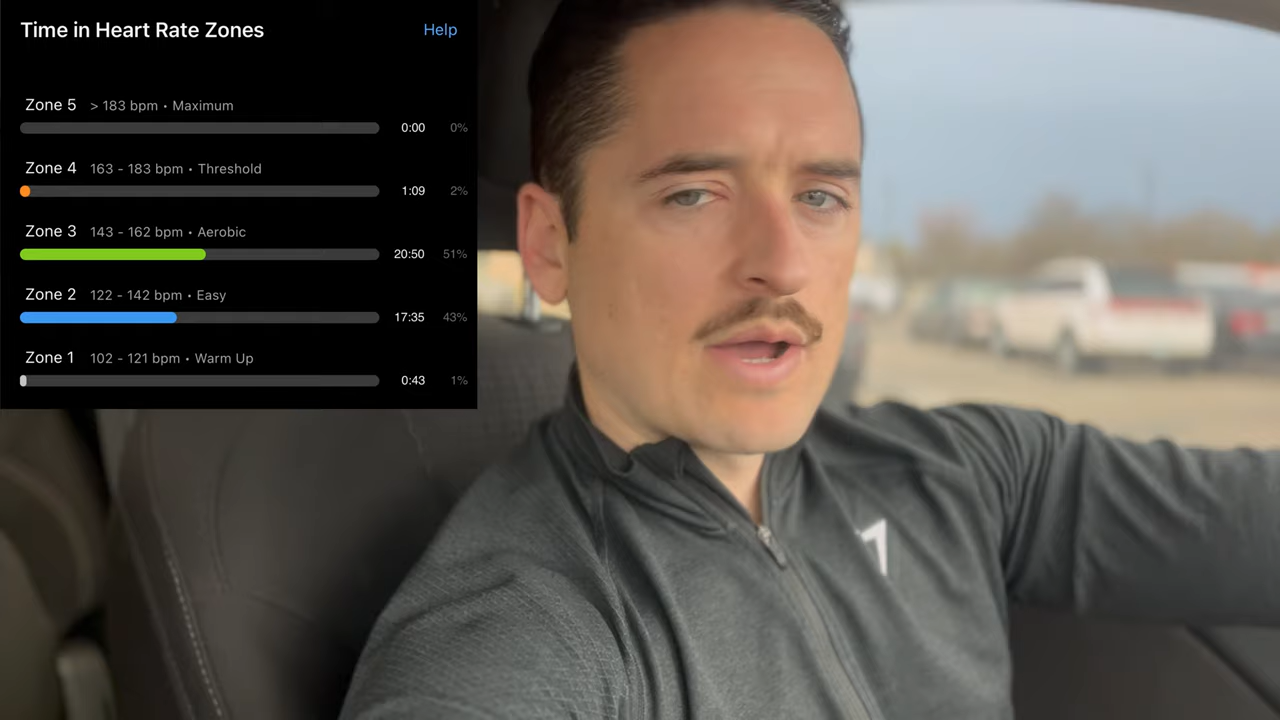 Time in Heart Rate Zones Help
Zone 5 > 183 bpm • Maximum
0:00 0%
Zone 4 163 - 183 bpm • Threshold
1:09 2%
Zone 3 143 - 162 bpm • Aerobic
20:50 51%
Zone 2 122 - 142 bpm • Easy
17:35 43%
Zone 1 102 - 121 bpm • Warm Up
0:43 1%